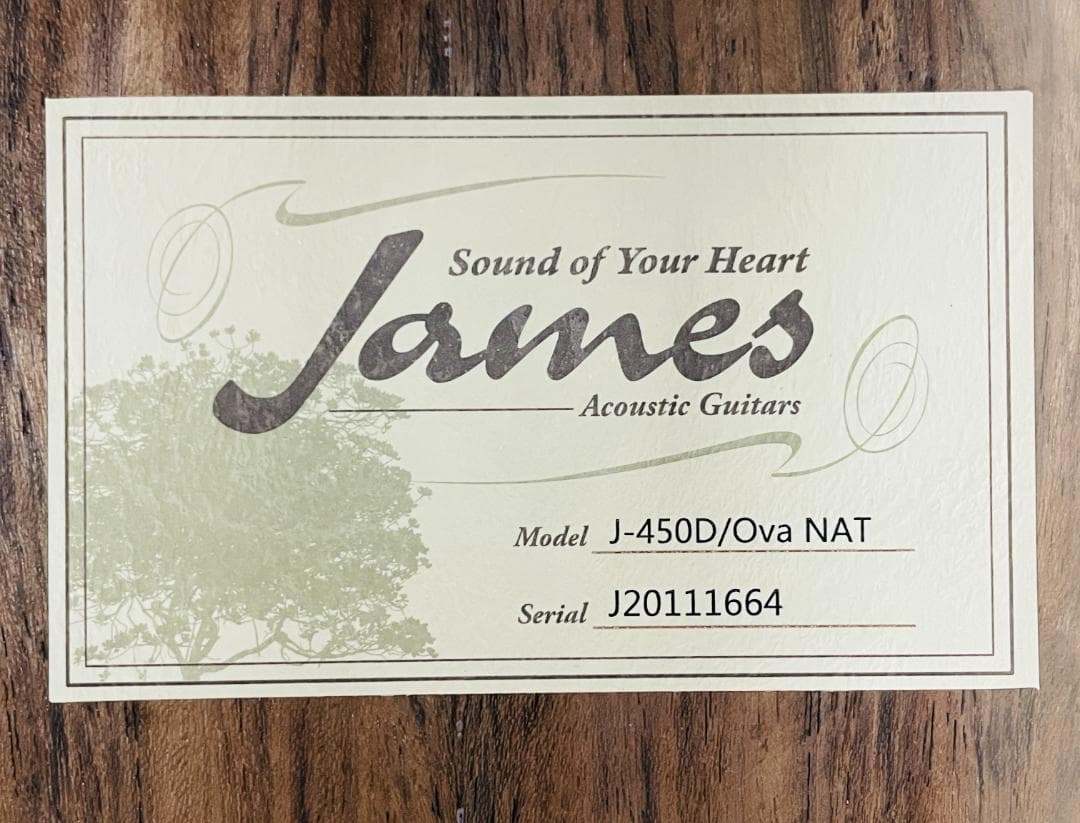 Sound of Your Heart
James
Acoustic Guitars
Model J-450D/Ova NAT
Serial J20111664